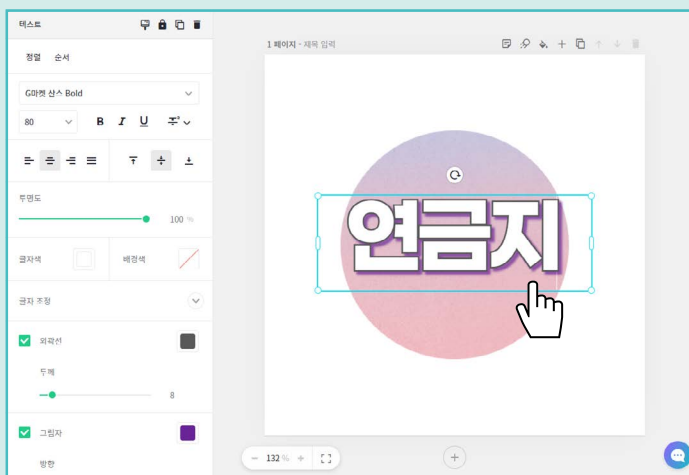 텍스트
정렬 순서
G마켓 산스 Bold
80 B I U
투명도
100 %
글자색 배경색
글자 조정
외곽선
두께
8
그림자
방향
1 페이지 - 제목 입력
연금지
132 %